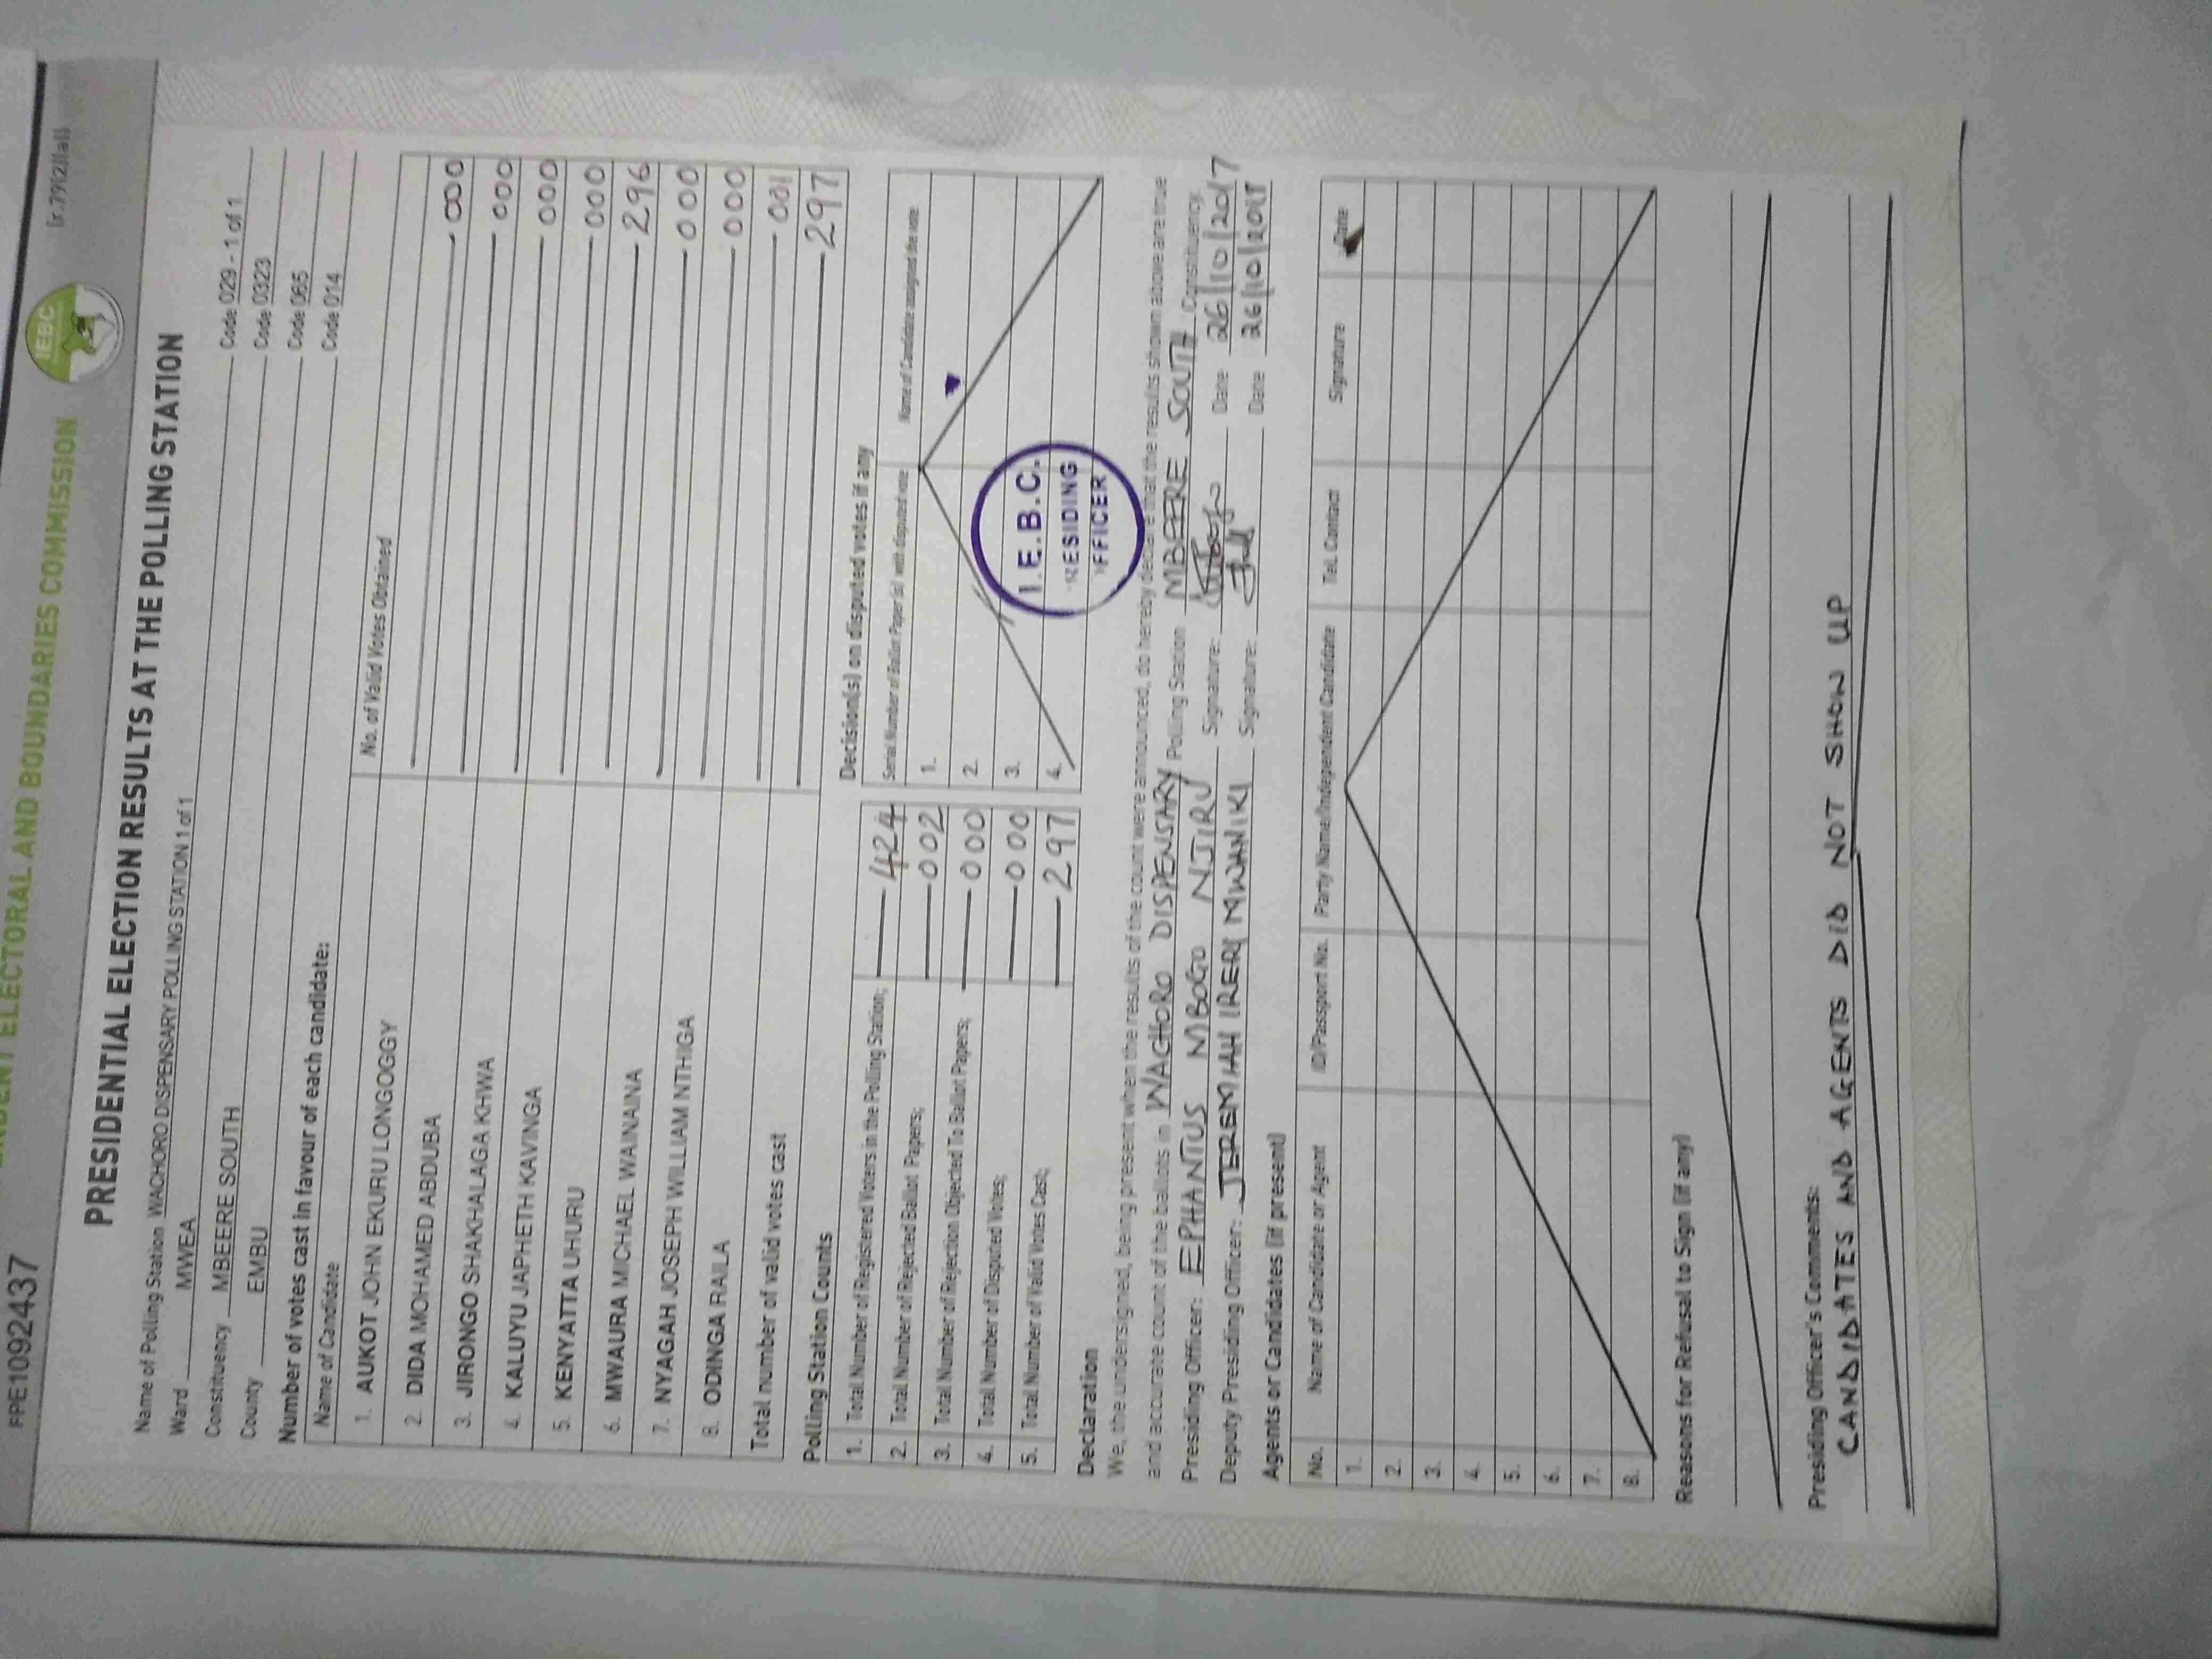 FPE1092437
ELECTORAL AND BOUNDARIES COMMISSION
IEBC
PRESIDENTIAL ELECTION RESULTS AT THE POLLING STATION
Name of Polling Station WACHORO DISPENSARY POLLING STATION 1 of 1 Code 029 - 1 of 1
Ward MWEA Code 0323
Constituency MBEERE SOUTH Code 065
County EMBU Code 014
Number of votes cast in favour of each candidate:
Name of Candidate No. of Valid Votes Obtained
1. AUKOT JOHN EKURU LONGOGGY 000
2. DIDA MOHAMED ABDUBA 000
3. JIRONGO SHAKHALAGA KHWA 000
4. KALUYU JAPHETH KAVINGA 000
5. KENYATTA UHURU 296
6. MWAURA MICHAEL WAINAINA 000
7. NYAGAH JOSEPH WILLIAM NTHIGA 000
8. ODINGA RAILA 001
Total number of valid votes cast 297
Polling Station Counts
1. Total Number of Registered Voters in the Polling Station; 424
2. Total Number of Rejected Ballot Papers; 002
3. Total Number of Rejection Objected To Ballot Papers; 000
4. Total Number of Disputed Votes; 000
5. Total Number of Valid Votes Cast; 297
Decision(s) on disputed votes if any
Serial Number of Ballot Paper(s) with disputed vote Name of Candidate assigned the vote
1.
2.
3.
4.
I.E.B.C.
RESIDING
FFICER
Declaration
We, the undersigned, being present when the results of the count were announced, do hereby declare that the results shown above are true
and accurate count of the ballots in WACHORO DISPENSARY Polling Station MBEERE SOUTH Constituency.
Presiding Officer: EPHANTUS MBOGO NJIRU Signature: Date 26/10/2017
Deputy Presiding Officer: JEREMIAH IRERI MWANIKI Signature: Date 26/10/2017
Agents or Candidates (if present)
No. Name of Candidate or Agent ID/Passport No. Party Name/Independent Candidate Tel. Contact Signature Date
1.
2.
3.
4.
5.
6.
7.
8.
Reasons for Refusal to Sign (if any)
Presiding Officer's Comments:
CANDIDATES AND AGENTS DID NOT SHOW UP